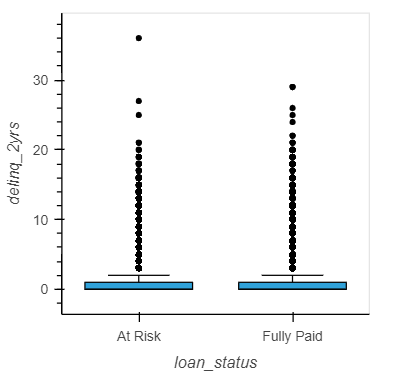 delinq_2yrs
30
20
10
0
At Risk
Fully Paid
loan_status